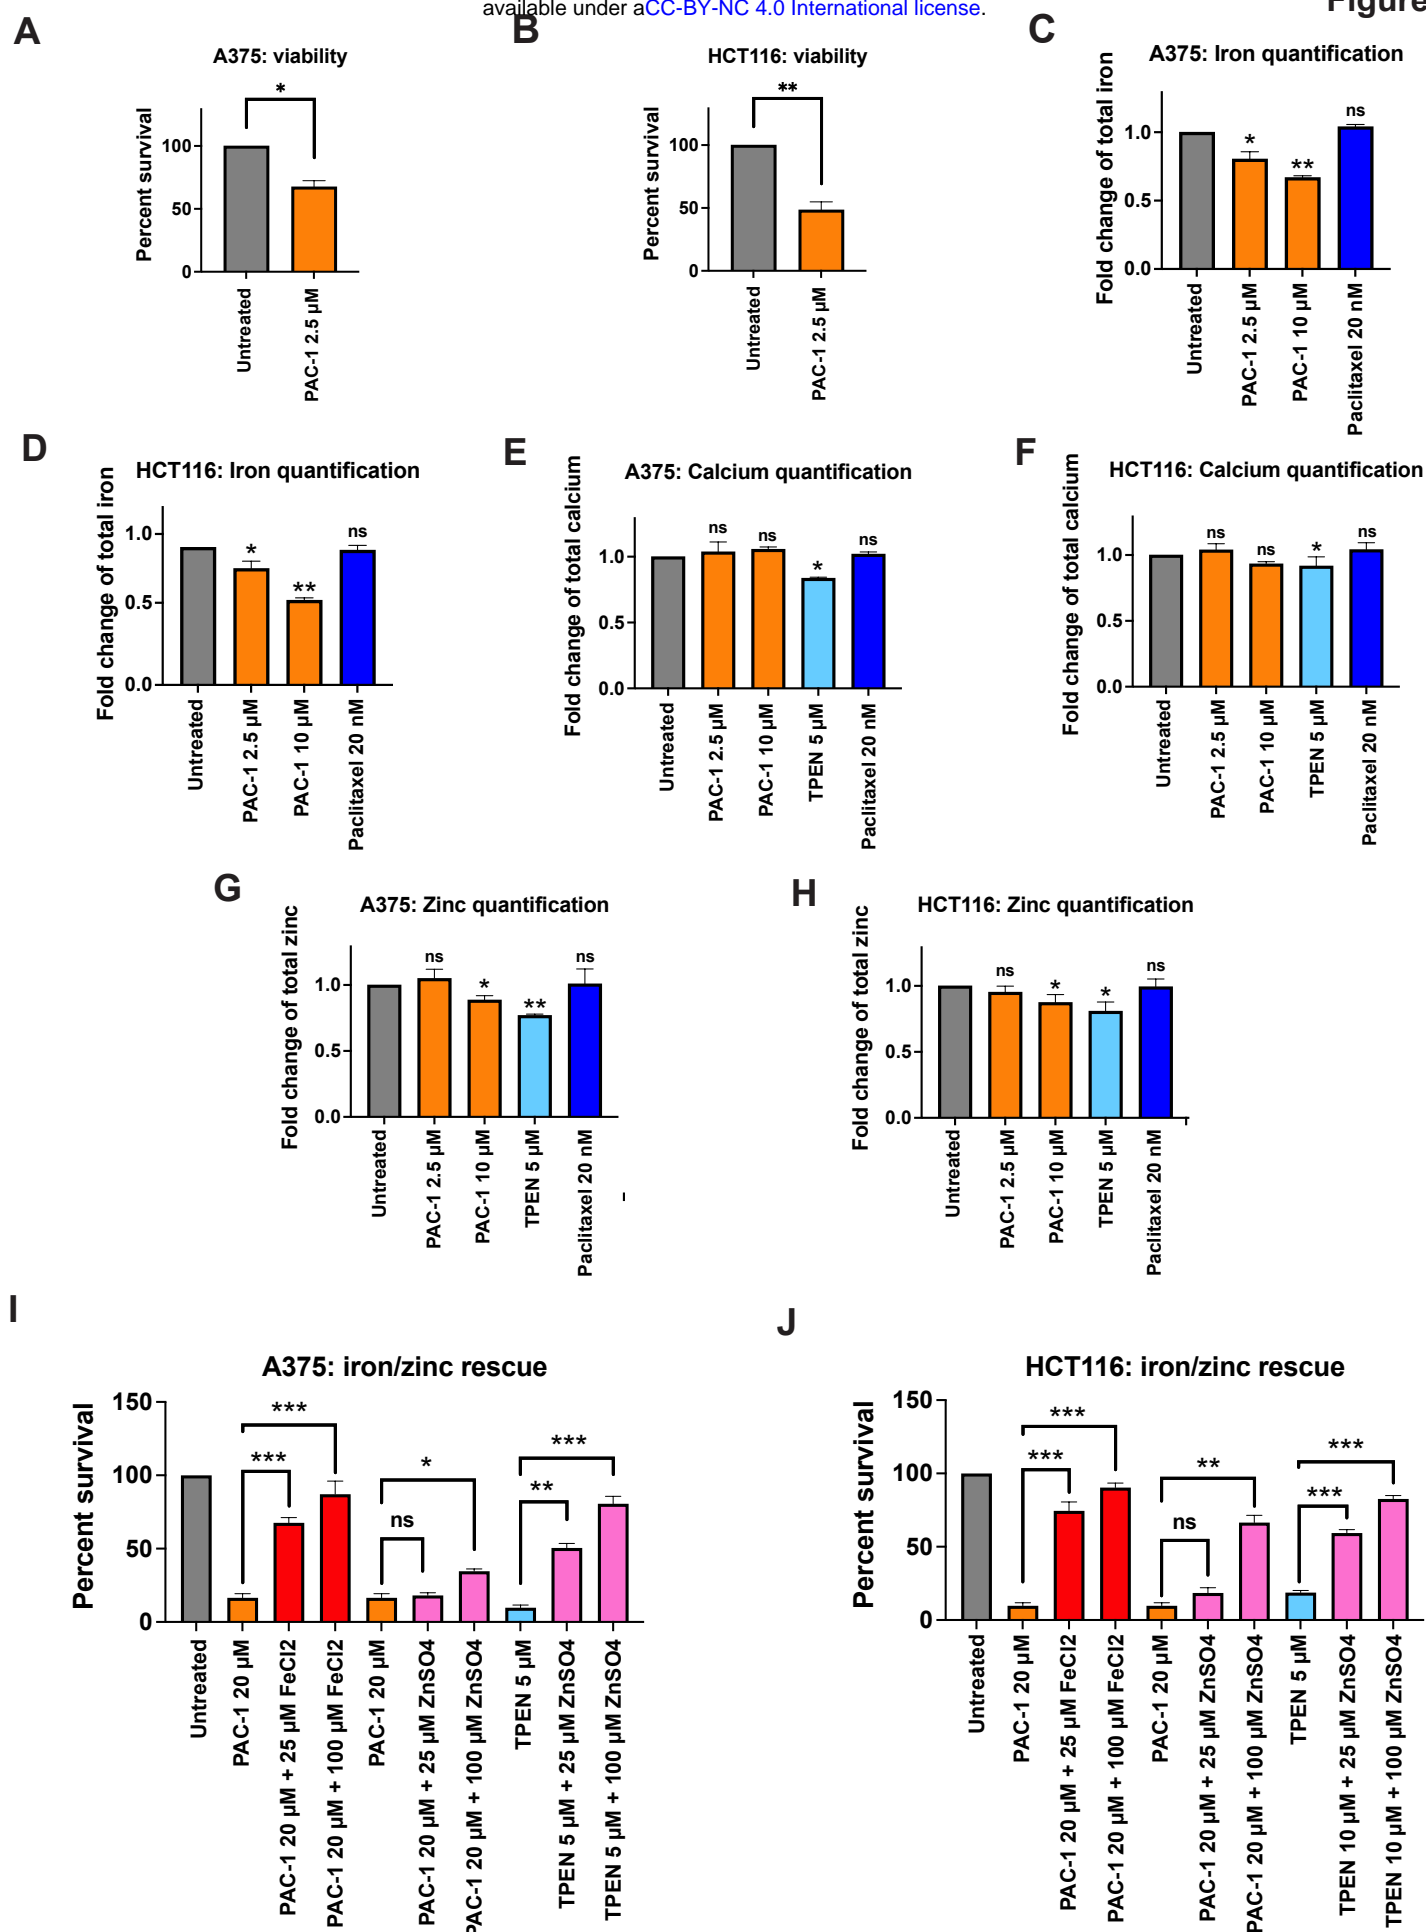 available under aCC-BY-NC 4.0 International license.
Figure
A
A375: viability
Percent survival
100
50
0
*
Untreated
PAC-1 2.5 µM
B
HCT116: viability
Percent survival
100
50
0
**
Untreated
PAC-1 2.5 µM
C
A375: Iron quantification
Fold change of total iron
1.0
0.5
0.0
*
**
ns
Untreated
PAC-1 2.5 µM
PAC-1 10 µM
Paclitaxel 20 nM
D
HCT116: Iron quantification
Fold change of total iron
1.0
0.5
0.0
*
**
ns
Untreated
PAC-1 2.5 µM
PAC-1 10 µM
Paclitaxel 20 nM
E
A375: Calcium quantification
Fold change of total calcium
1.0
0.5
0.0
ns
ns
*
ns
Untreated
PAC-1 2.5 µM
PAC-1 10 µM
TPEN 5 µM
Paclitaxel 20 nM
F
HCT116: Calcium quantification
Fold change of total calcium
1.0
0.5
0.0
ns
ns
*
ns
Untreated
PAC-1 2.5 µM
PAC-1 10 µM
TPEN 5 µM
Paclitaxel 20 nM
G
A375: Zinc quantification
Fold change of total zinc
1.0
0.5
0.0
ns
*
**
ns
Untreated
PAC-1 2.5 µM
PAC-1 10 µM
TPEN 5 µM
Paclitaxel 20 nM
H
HCT116: Zinc quantification
Fold change of total zinc
1.0
0.5
0.0
ns
*
*
ns
Untreated
PAC-1 2.5 µM
PAC-1 10 µM
TPEN 5 µM
Paclitaxel 20 nM
I
A375: iron/zinc rescue
Percent survival
150
100
50
0
***
***
ns
*
**
***
Untreated
PAC-1 20 µM
PAC-1 20 µM + 25 µM FeCl2
PAC-1 20 µM + 100 µM FeCl2
PAC-1 20 µM
PAC-1 20 µM + 25 µM ZnSO4
PAC-1 20 µM + 100 µM ZnSO4
TPEN 5 µM
TPEN 5 µM + 25 µM ZnSO4
TPEN 5 µM + 100 µM ZnSO4
J
HCT116: iron/zinc rescue
Percent survival
150
100
50
0
***
***
ns
**
***
***
Untreated
PAC-1 20 µM
PAC-1 20 µM + 25 µM FeCl2
PAC-1 20 µM + 100 µM FeCl2
PAC-1 20 µM
PAC-1 20 µM + 25 µM ZnSO4
PAC-1 20 µM + 100 µM ZnSO4
TPEN 5 µM
TPEN 10 µM + 25 µM ZnSO4
TPEN 10 µM + 100 µM ZnSO4